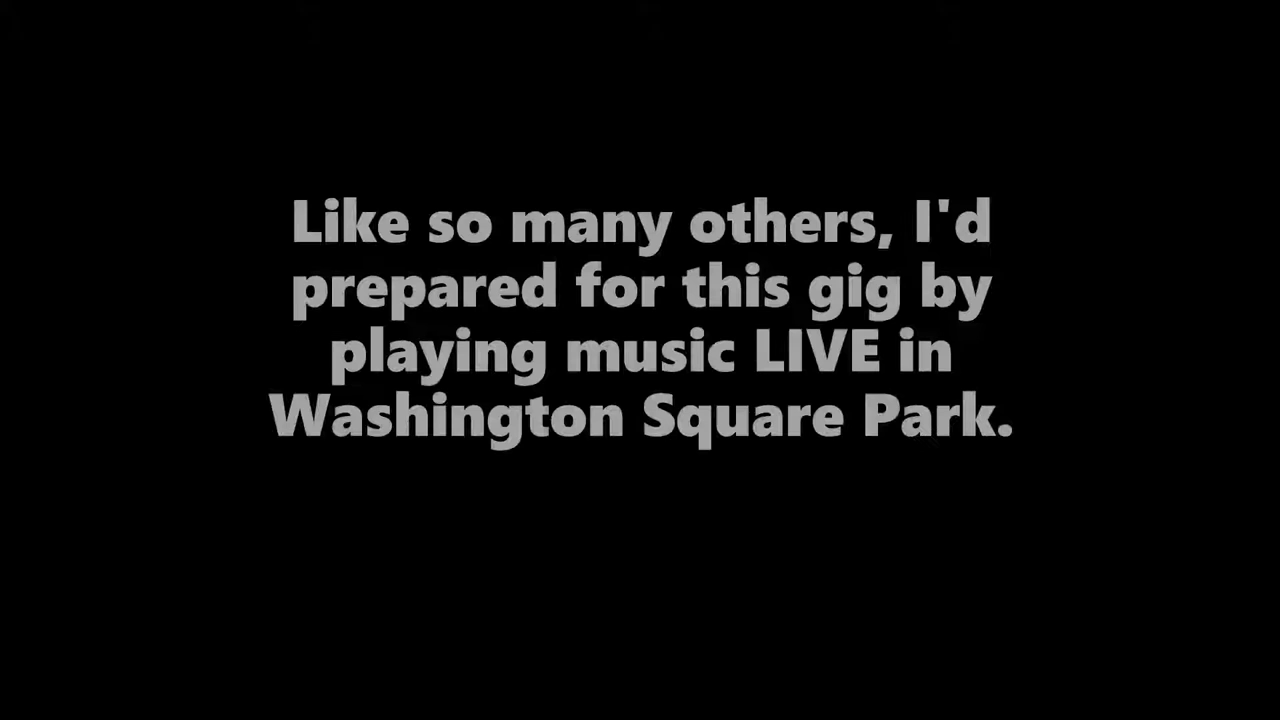 Like so many others, I'd
prepared for this gig by
playing music LIVE in
Washington Square Park.